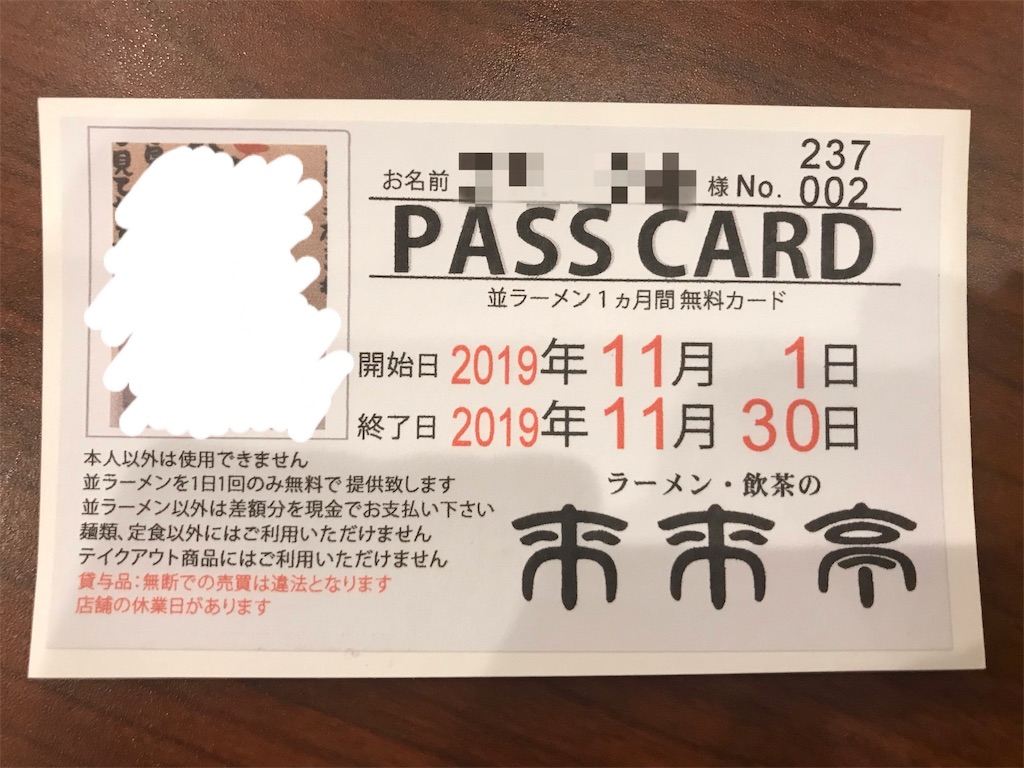 お名前 様 No. 237 002
PASS CARD
並ラーメン1ヵ月間無料カード
開始日 2019年 11月 1日
終了日 2019年 11月 30日
本人以外は使用できません
並ラーメンを1日1回のみ無料で提供致します
並ラーメン以外は差額分を現金でお支払い下さい
麺類、定食以外にはご利用いただけません
テイクアウト商品にはご利用いただけません
貸与品:無断での売買は違法となります
店舗の休業日があります
ラーメン・飲茶の
来来亭